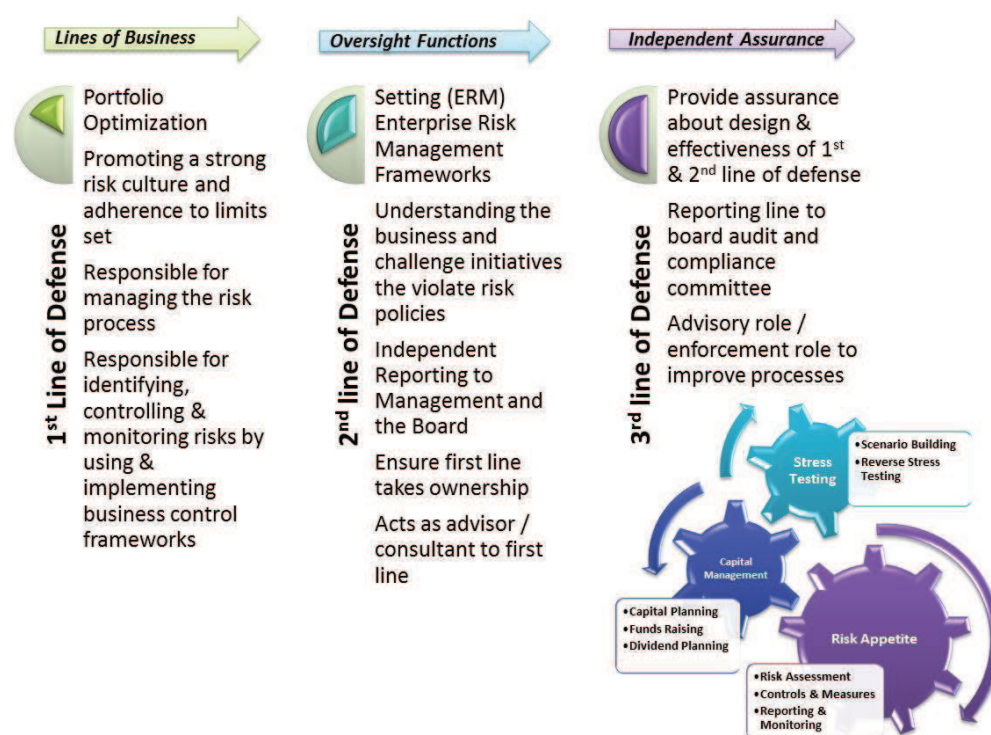 Lines of Business
Portfolio
Optimization
Promoting a strong
risk culture and
adherence to limits
set
Responsible for
managing the risk
process
Responsible for
identifying,
controlling &
monitoring risks by
using &
implementing
business control
frameworks
1st Line of Defense
Oversight Functions
Setting (ERM)
Enterprise Risk
Management
Frameworks
Understanding the
business and
challenge initiatives
the violate risk
policies
Independent
Reporting to
Management and
the Board
Ensure first line
takes ownership
Acts as advisor /
consultant to first
line
2nd line of Defense
Independent Assurance
Provide assurance
about design &
effectiveness of 1st
& 2nd line of defense
Reporting line to
board audit and
compliance
committee
Advisory role /
enforcement role to
improve processes
3rd line of Defense
Stress
Testing
•Scenario Building
•Reverse Stress
Testing
Capital
Management
•Capital Planning
•Funds Raising
•Dividend Planning
Risk Appetite
•Risk Assessment
•Controls & Measures
•Reporting &
Monitoring